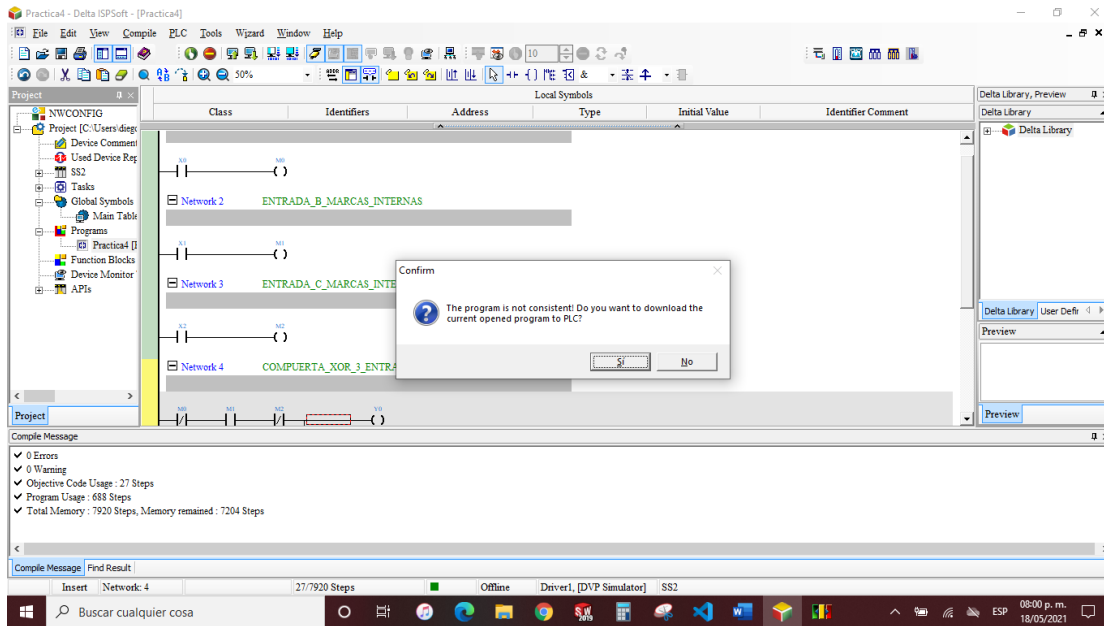 Practica4 - Delta ISPSoft - [Practica4]
File Edit View Compile PLC Tools Wizard Window Help
10
50%
&
Project
NWCONFIG
Project [C:\Users\diego
Device Comment
Used Device Rep
SS2
Tasks
Global Symbols
Main Table
Programs
Practica4 [P
Function Blocks
Device Monitor
APIs
Project
Local Symbols
Class Identifiers Address Type Initial Value Identifier Comment
X0 M0
Network 2 ENTRADA_B_MARCAS_INTERNAS
X1 M1
Network 3 ENTRADA_C_MARCAS_INTE
X2 M2
Network 4 COMPUERTA_XOR_3_ENTRA
M0 M1 M2 Y0
Confirm
The program is not consistent! Do you want to download the
current opened program to PLC?
Sí No
Delta Library, Preview
Delta Library
Delta Library
Delta Library User Defir
Preview
Preview
Compile Message
0 Errors
0 Warning
Objective Code Usage : 27 Steps
Program Usage : 688 Steps
Total Memory : 7920 Steps, Memory remained : 7204 Steps
Compile Message Find Result
Insert Network: 4 27/7920 Steps Offline Driver1, [DVP Simulator] SS2
Buscar cualquier cosa
ESP
08:00 p. m.
18/05/2021